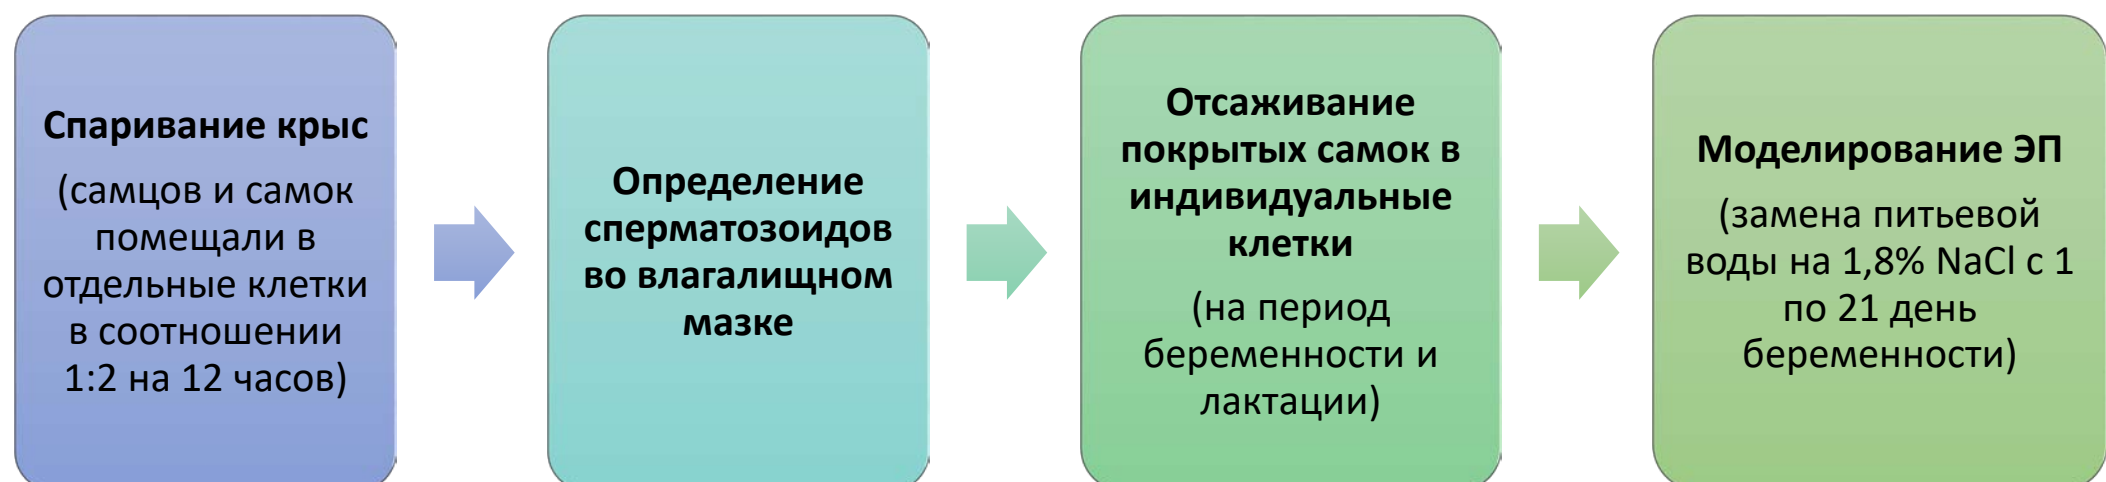 Спаривание крыс
(самцов и самок
помещали в
отдельные клетки
в соотношении
1:2 на 12 часов)
Определение
сперматозоидов
во влагалищном
мазке
Отсаживание
покрытых самок в
индивидуальные
клетки
(на период
беременности и
лактации)
Моделирование ЭП
(замена питьевой
воды на 1,8% NaCl с 1
по 21 день
беременности)